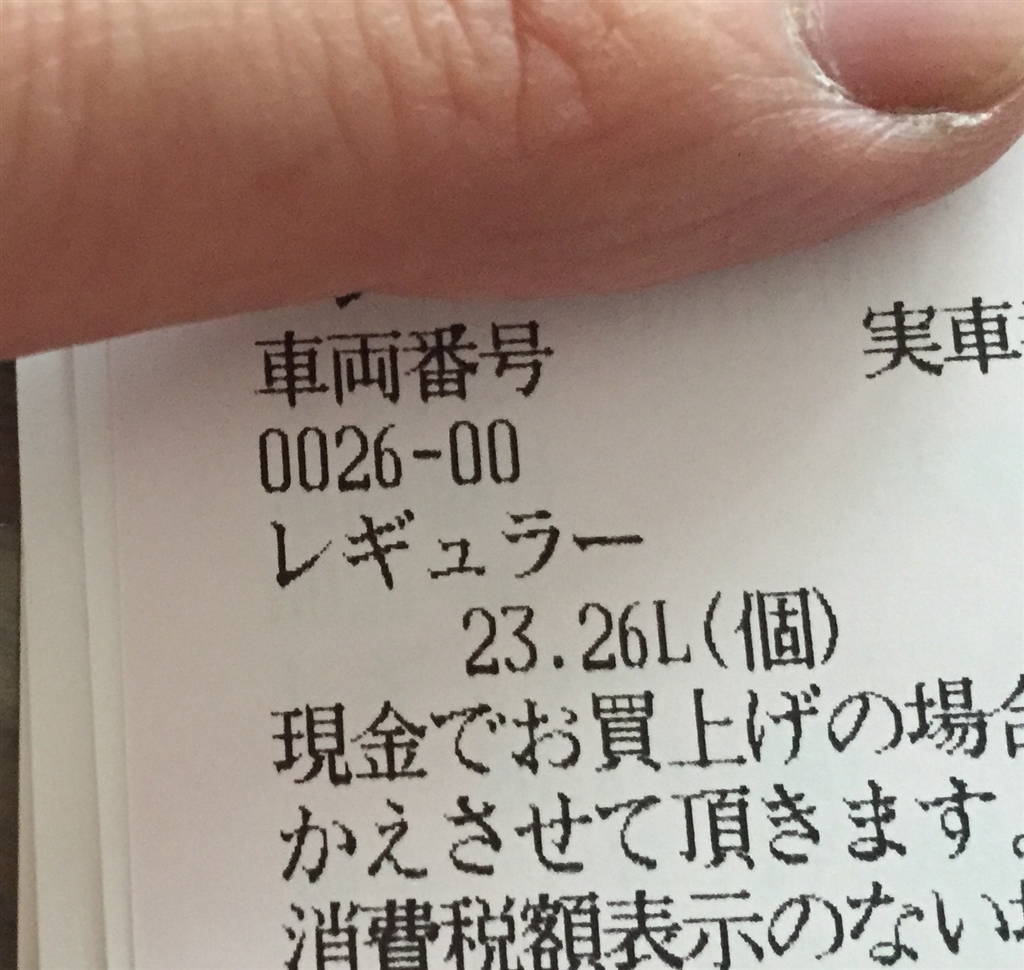 車両番号 実車
0026-00
レギュラー
23.26L(個)
現金でお買上げの場合
かえさせて頂きます。
消費税額表示のない